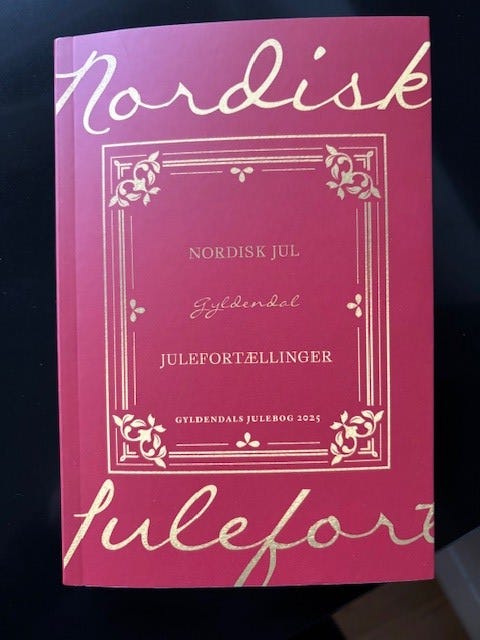 Nordisk
NORDISK JUL
Gyldendal
JULEFORTÆLLINGER
GYLDENDALS JULEBOG 2025
Julefort